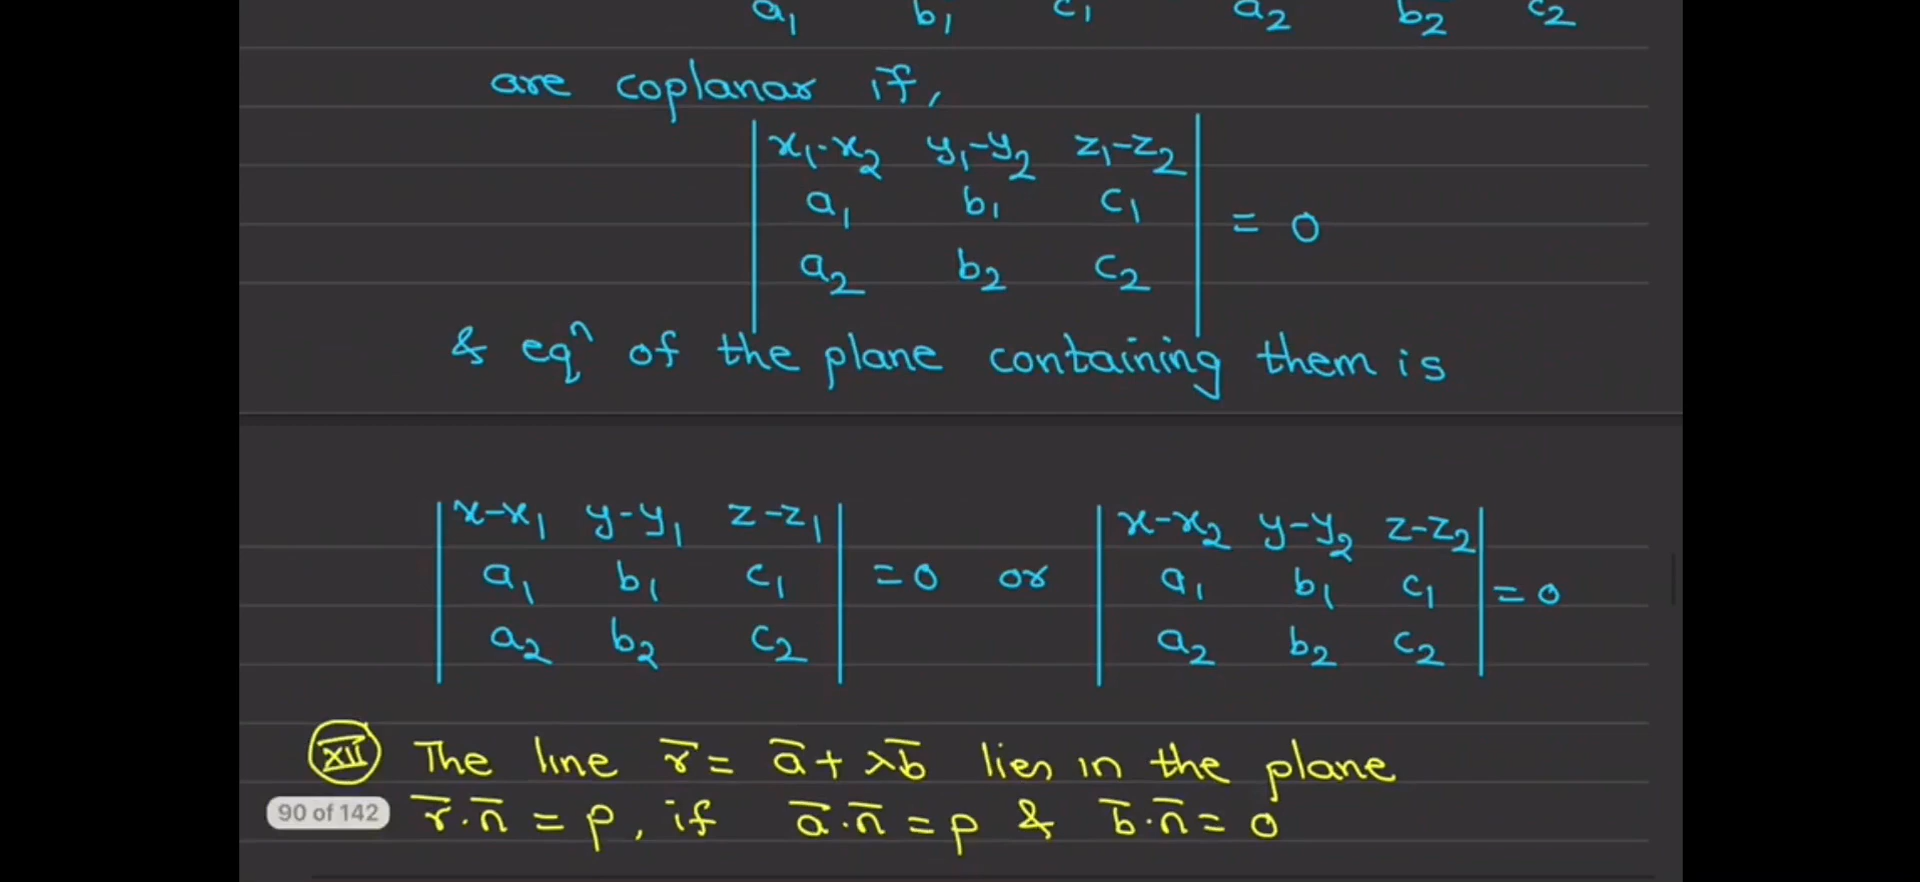 a₁ b₁ c₁ a₂ b₂ c₂
are coplanar if,
| x₁-x₂ y₁-y₂ z₁-z₂ |
| a₁ b₁ c₁ | = 0
| a₂ b₂ c₂ |
& eqⁿ of the plane containing them is
| x-x₁ y-y₁ z-z₁ | | x-x₂ y-y₂ z-z₂ |
| a₁ b₁ c₁ | =0 or | a₁ b₁ c₁ | =0
| a₂ b₂ c₂ | | a₂ b₂ c₂ |
XII The line r̅ = a̅ + λb̅ lies in the plane
90 of 142 r̅.n̅ = p, if a̅.n̅ = p & b̅.n̅ = 0